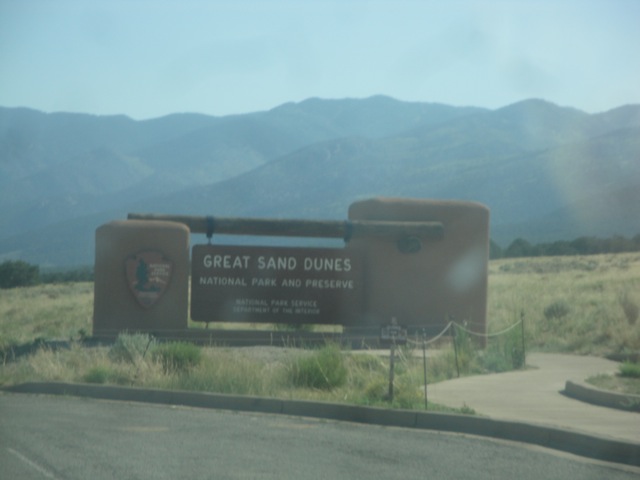 GREAT SAND DUNES
NATIONAL PARK AND PRESERVE
NATIONAL PARK SERVICE
DEPARTMENT OF THE INTERIOR